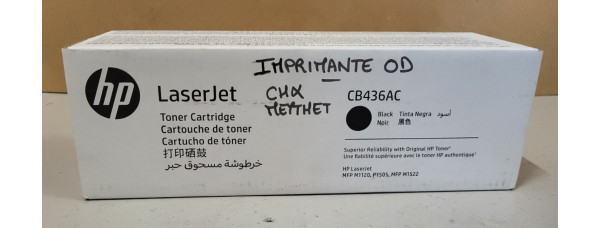 hp
LaserJet
Toner Cartridge
Cartouche de toner
Cartucho de tóner
打印硒鼓
خرطوشة مسحوق حبر
IMPRIMANTE OD
CHX
CB436AC
Black Tinta Negra أسود
Noir 黑色
Superior Reliability with Original HP Toner*
Une fiabilité supérieure avec le toner HP authentique*
HP LaserJet
MFP M1120, P1505, MFP M1522